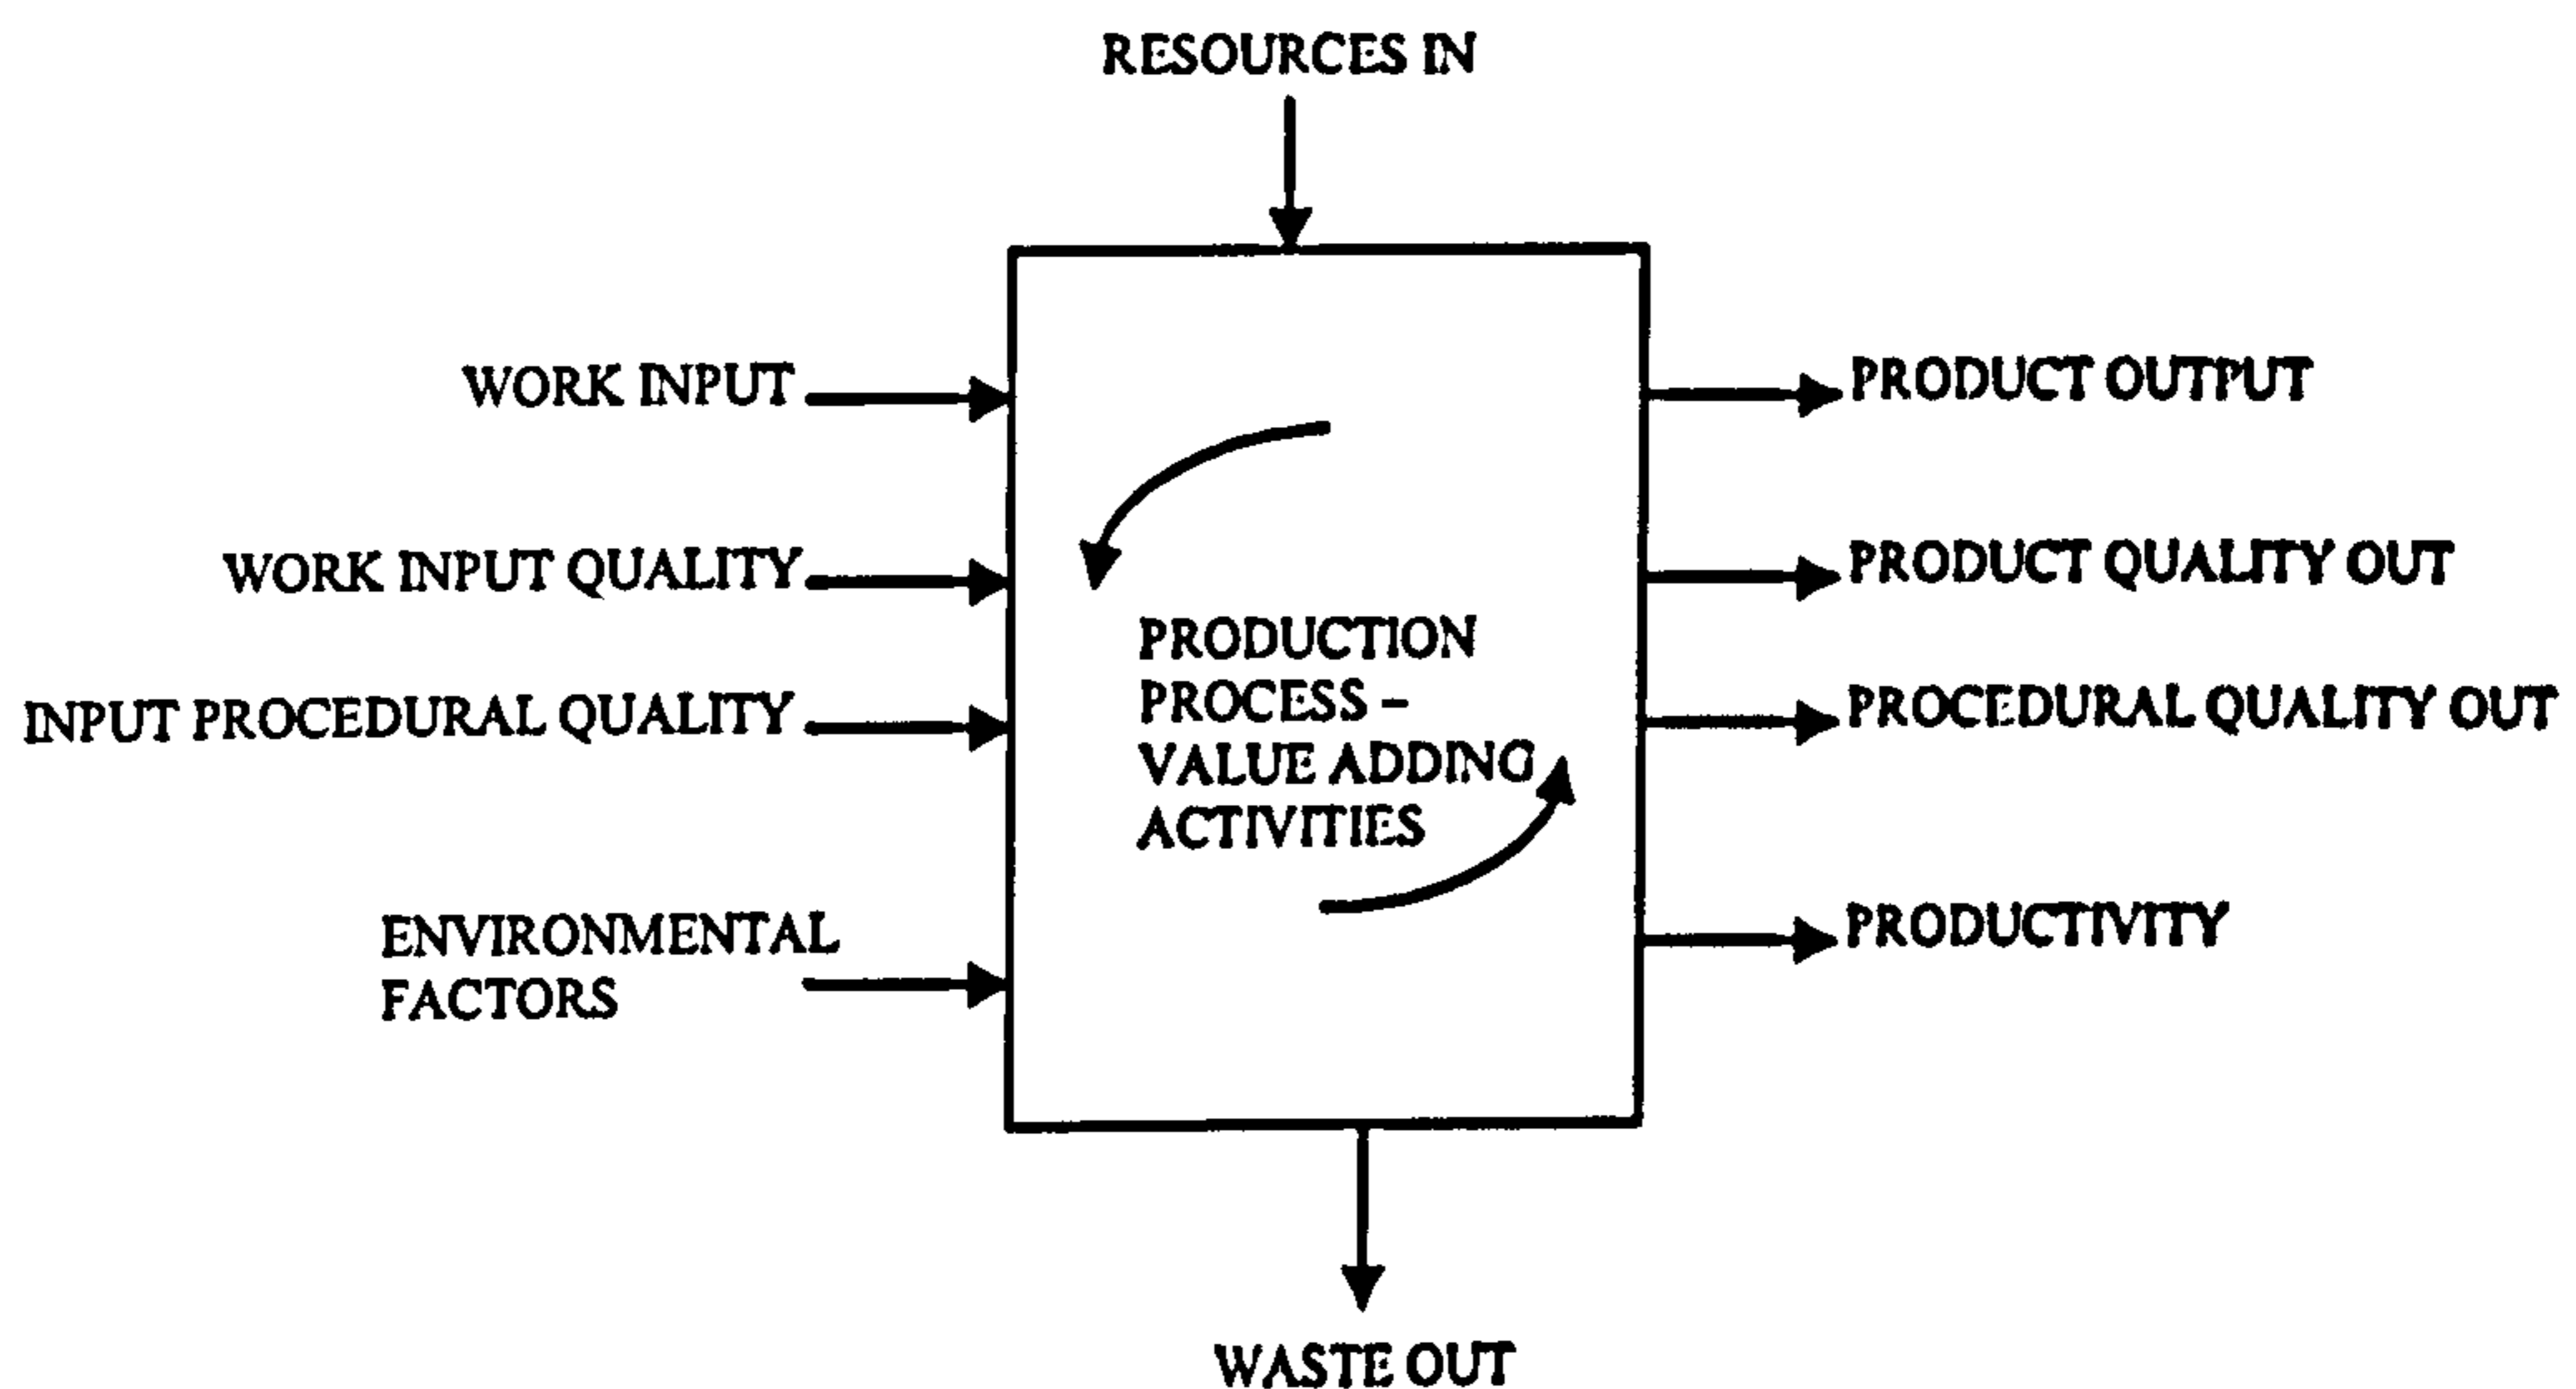 RESOURCES IN
WORK INPUT
PRODUCT OUTPUT
WORK INPUT QUALITY
PRODUCT QUALITY OUT
PRODUCTION
PROCESS –
VALUE ADDING
ACTIVITIES
INPUT PROCEDURAL QUALITY
PROCEDURAL QUALITY OUT
ENVIRONMENTAL
FACTORS
PRODUCTIVITY
WASTE OUT